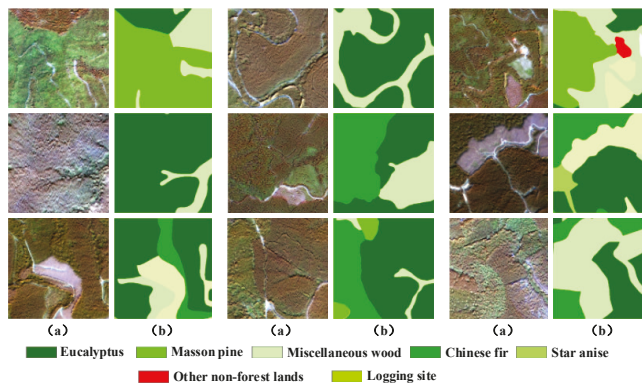 (a) (b) (a) (b) (a) (b)
Eucalyptus Masson pine Miscellaneous wood Chinese fir Star anise
Other non-forest lands Logging site